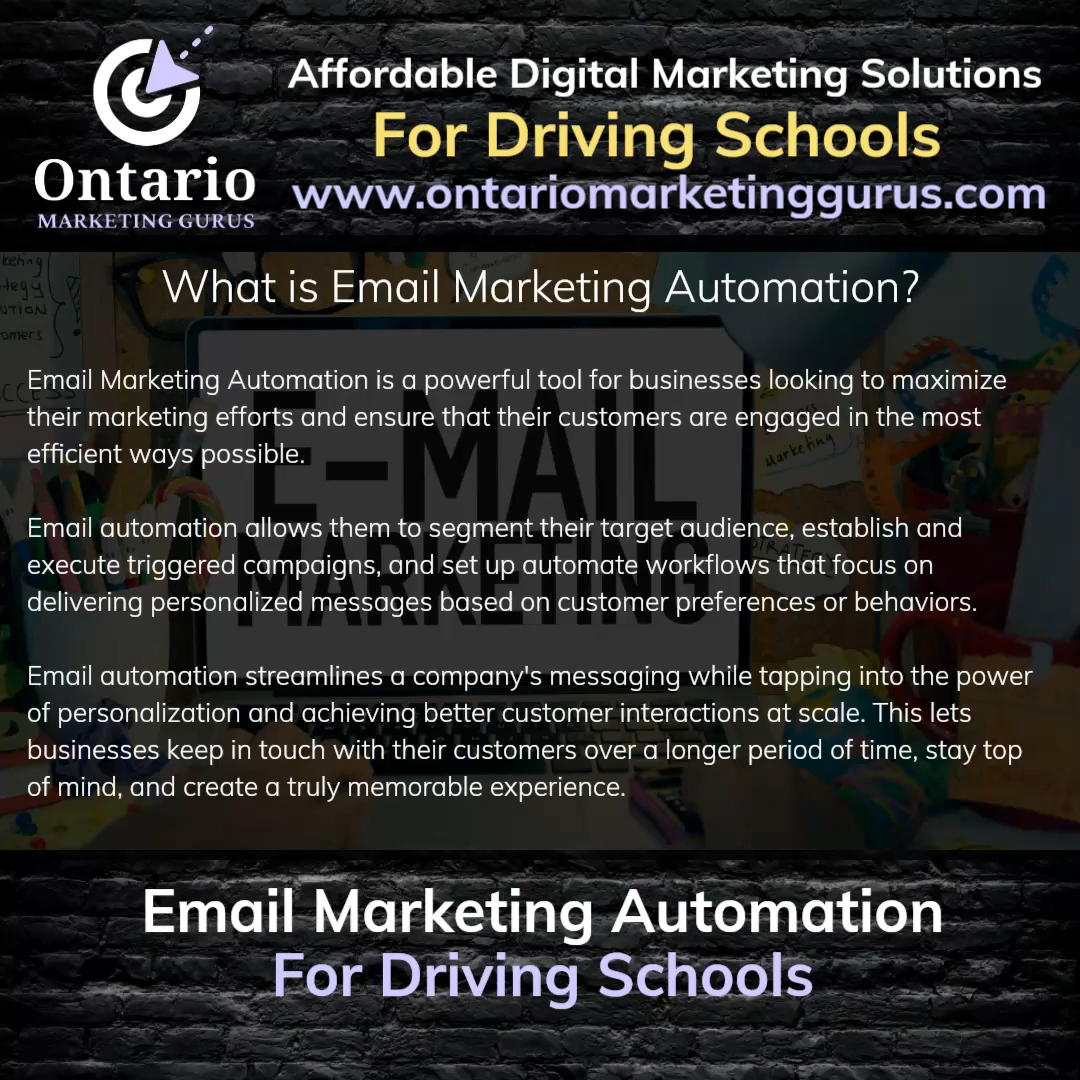 Ontario
MARKETING GURUS
Affordable Digital Marketing Solutions
For Driving Schools
www.ontariomarketinggurus.com
What is Email Marketing Automation?
Email Marketing Automation is a powerful tool for businesses looking to maximize
their marketing efforts and ensure that their customers are engaged in the most
efficient ways possible.
Email automation allows them to segment their target audience, establish and
execute triggered campaigns, and set up automate workflows that focus on
delivering personalized messages based on customer preferences or behaviors.
Email automation streamlines a company's messaging while tapping into the power
of personalization and achieving better customer interactions at scale. This lets
businesses keep in touch with their customers over a longer period of time, stay top
of mind, and create a truly memorable experience.
E-MAIL
MARKETING
Marketing
Email Marketing Automation
For Driving Schools